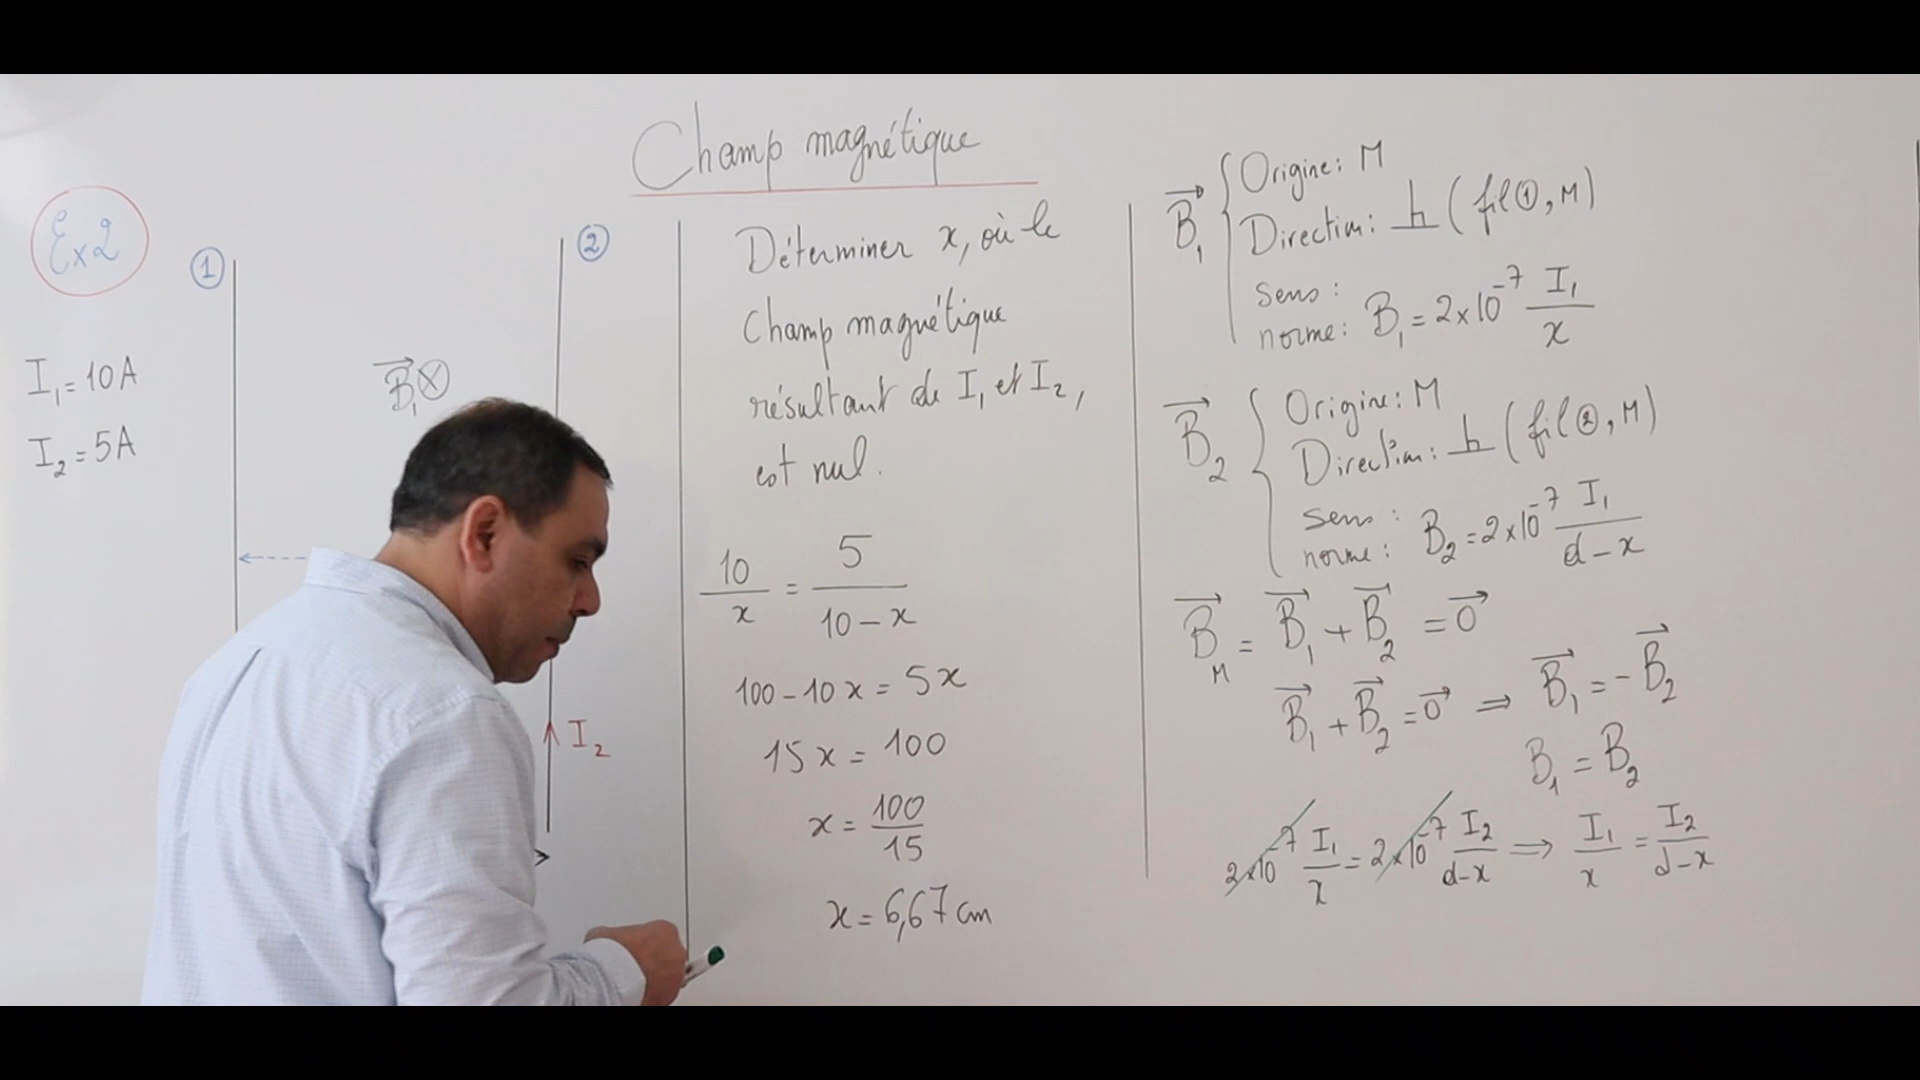 Champ magnétique
Ex2
①
②
I₁ = 10A
I₂ = 5A
B₁⃗ ⊗
I₂
Déterminer x, où le
Champ magnétique
résultant de I₁ et I₂,
est nul.
10/x = 5/(10 - x)
100 - 10x = 5x
15x = 100
x = 100/15
x = 6,67 cm
B₁⃗ { Origine: M
Direction: ⊥ (fil ①, M)
sens:
norme: B₁ = 2×10⁻⁷ I₁/x
B₂⃗ { Origine: M
Direction: ⊥ (fil ②, M)
sens:
norme: B₂ = 2×10⁻⁷ I₁/(d - x)
B⃗_M = B₁⃗ + B₂⃗ = 0⃗
B₁⃗ + B₂⃗ = 0⃗ ⇒ B₁⃗ = -B₂⃗
B₁ = B₂
2×10⁻⁷ I₁/x = 2×10⁻⁷ I₂/(d-x) ⇒ I₁/x = I₂/(d-x)